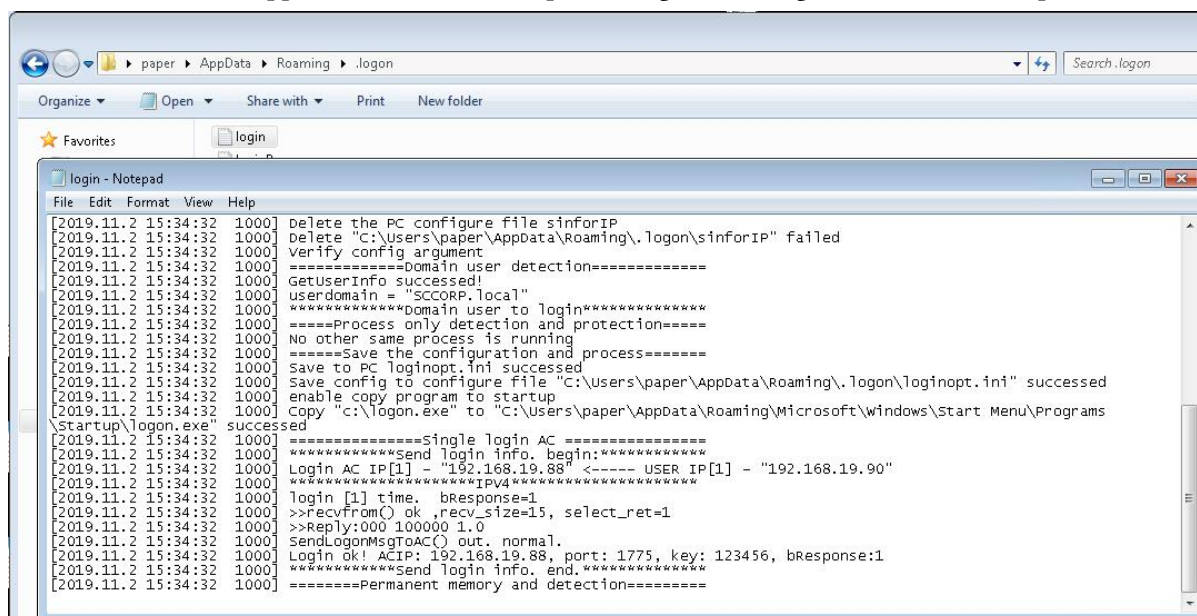 paper ▸ AppData ▸ Roaming ▸ .logon
Search .logon
Organize Open Share with Print New folder
Favorites
login
login - Notepad
File Edit Format View Help
[2019.11.2 15:34:32 1000] Delete the PC configure file sinforIP
[2019.11.2 15:34:32 1000] Delete "C:\Users\paper\AppData\Roaming\.logon\sinforIP" failed
[2019.11.2 15:34:32 1000] Verify config argument
[2019.11.2 15:34:32 1000] =============Domain user detection=============
[2019.11.2 15:34:32 1000] GetUserInfo successed!
[2019.11.2 15:34:32 1000] userdomain = "SCCORP.local"
[2019.11.2 15:34:32 1000] *************Domain user to login**************
[2019.11.2 15:34:32 1000] =====Process only detection and protection=====
[2019.11.2 15:34:32 1000] No other same process is running
[2019.11.2 15:34:32 1000] ======Save the configuration and process=======
[2019.11.2 15:34:32 1000] Save to PC loginopt.ini successed
[2019.11.2 15:34:32 1000] Save config to configure file "C:\Users\paper\AppData\Roaming\.logon\loginopt.ini" successed
[2019.11.2 15:34:32 1000] enable copy program to startup
[2019.11.2 15:34:32 1000] Copy "c:\logon.exe" to "C:\Users\paper\AppData\Roaming\Microsoft\Windows\Start Menu\Programs
\Startup\logon.exe" successed
[2019.11.2 15:34:32 1000] ===============Single login AC ================
[2019.11.2 15:34:32 1000] ************Send login info. begin:************
[2019.11.2 15:34:32 1000] Login AC IP[1] - "192.168.19.88" <----- USER IP[1] - "192.168.19.90"
[2019.11.2 15:34:32 1000] *********************IPV4*********************
[2019.11.2 15:34:32 1000] login [1] time. bResponse=1
[2019.11.2 15:34:32 1000] >>recvfrom() ok ,recv_size=15, select_ret=1
[2019.11.2 15:34:32 1000] >>Reply:000 100000 1.0
[2019.11.2 15:34:32 1000] SendLogonMsgToAC() out. normal.
[2019.11.2 15:34:32 1000] Login ok! ACIP: 192.168.19.88, port: 1775, key: 123456, bResponse:1
[2019.11.2 15:34:32 1000] ************Send login info. end.**************
[2019.11.2 15:34:32 1000] ========Permanent memory and detection=========